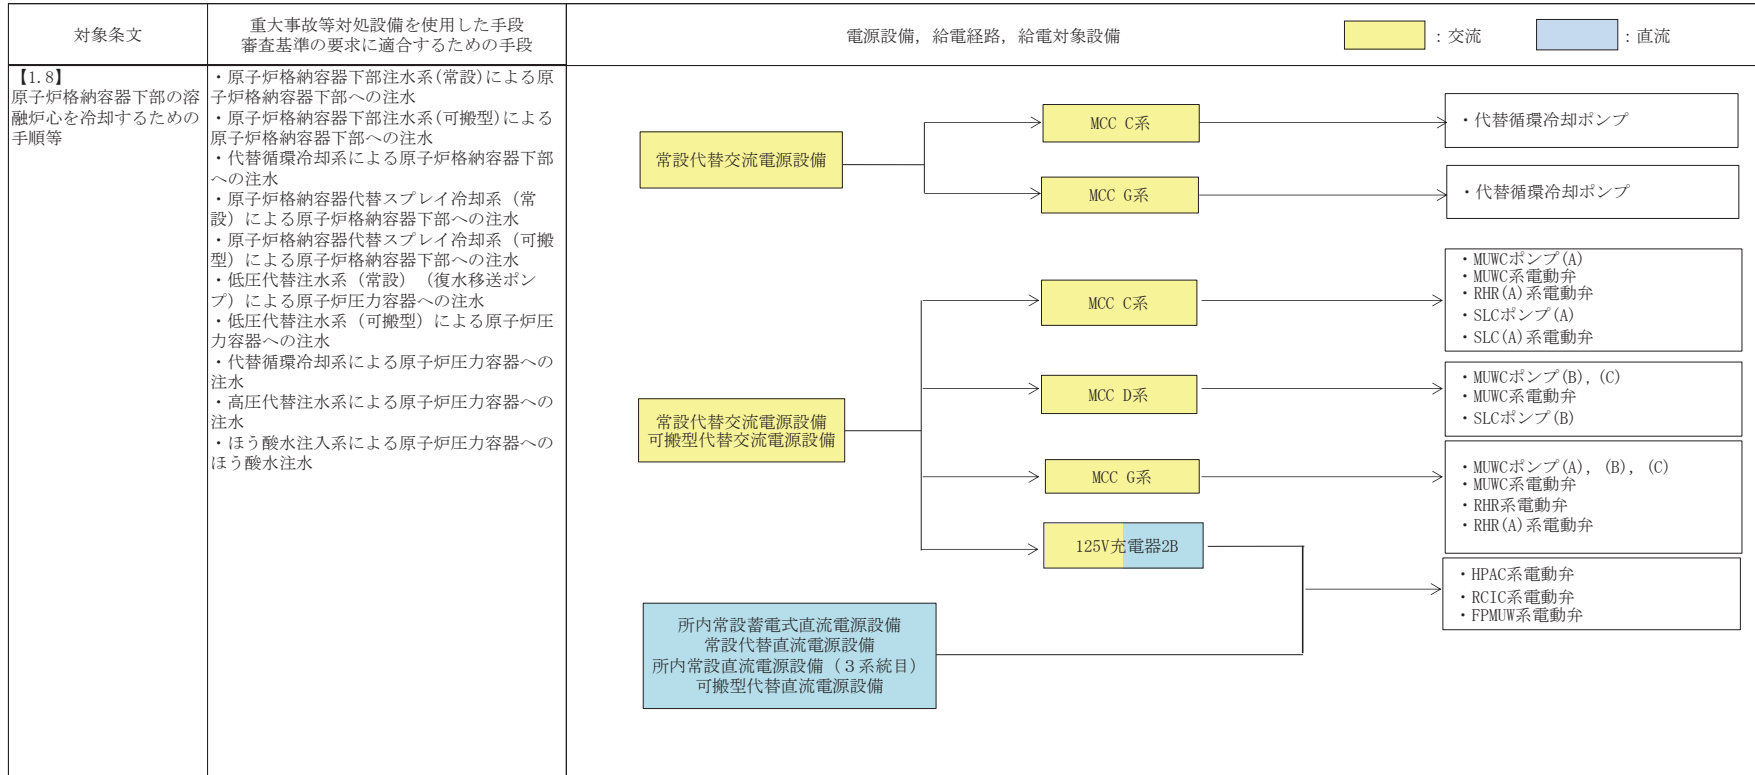 対象条文
重大事故等対処設備を使用した手段
審査基準の要求に適合するための手段
電源設備，給電経路，給電対象設備
：交流
：直流
【1.8】
原子炉格納容器下部の溶
融炉心を冷却するための
手順等
・原子炉格納容器下部注水系(常設)による原
子炉格納容器下部への注水
・原子炉格納容器下部注水系(可搬型)による
原子炉格納容器下部への注水
・代替循環冷却系による原子炉格納容器下部
への注水
・原子炉格納容器代替スプレイ冷却系（常
設）による原子炉格納容器下部への注水
・原子炉格納容器代替スプレイ冷却系（可搬
型）による原子炉格納容器下部への注水
・低圧代替注水系（常設）（復水移送ポン
プ）による原子炉圧力容器への注水
・低圧代替注水系（可搬型）による原子炉圧
力容器への注水
・代替循環冷却系による原子炉圧力容器への
注水
・高圧代替注水系による原子炉圧力容器への
注水
・ほう酸水注入系による原子炉圧力容器への
ほう酸水注水
常設代替交流電源設備
MCC C系
・代替循環冷却ポンプ
MCC G系
・代替循環冷却ポンプ
常設代替交流電源設備
可搬型代替交流電源設備
MCC C系
・MUWCポンプ(A)
・MUWC系電動弁
・RHR(A)系電動弁
・SLCポンプ(A)
・SLC(A)系電動弁
MCC D系
・MUWCポンプ(B),(C)
・MUWC系電動弁
・SLCポンプ(B)
MCC G系
・MUWCポンプ(A), (B), (C)
・MUWC系電動弁
・RHR系電動弁
・RHR(A)系電動弁
125V充電器2B
・HPAC系電動弁
・RCIC系電動弁
・FPMUW系電動弁
所内常設蓄電式直流電源設備
常設代替直流電源設備
所内常設直流電源設備（３系統目）
可搬型代替直流電源設備